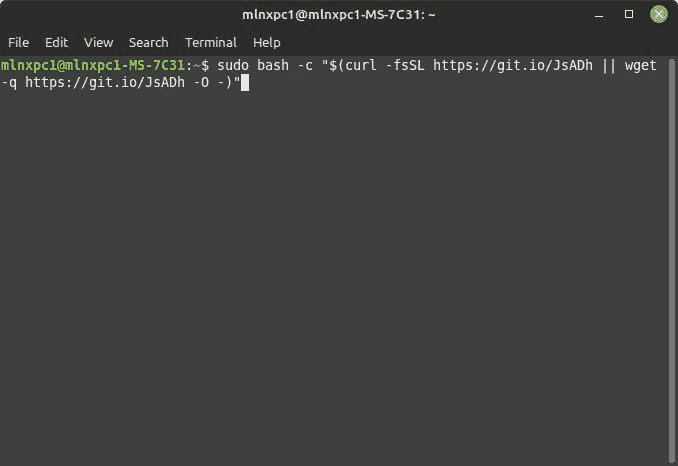 mlnxpc1@mlnxpc1-MS-7C31: ~
File Edit View Search Terminal Help
mlnxpc1@mlnxpc1-MS-7C31:~$ sudo bash -c "$(curl -fsSL https://git.io/JsADh || wget
-q https://git.io/JsADh -O -)"